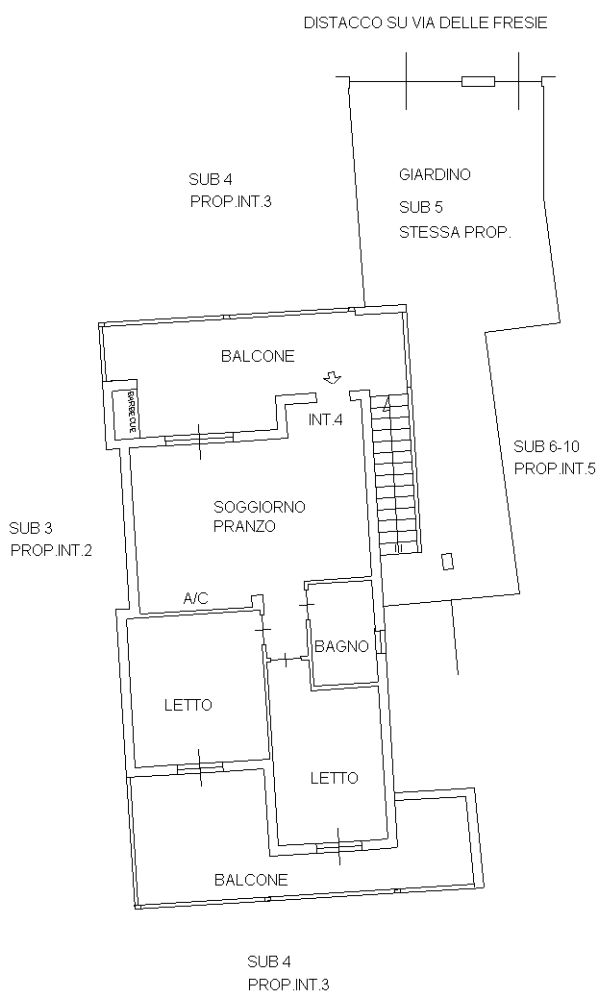 DISTACCO SU VIA DELLE FRESIE
SUB 4
PROP.INT.3
GIARDINO
SUB 5
STESSA PROP.
BALCONE
BARBECUE
INT.4
SUB 6-10
PROP.INT.5
SOGGIORNO
PRANZO
SUB 3
PROP.INT.2
A/C
BAGNO
LETTO
LETTO
BALCONE
SUB 4
PROP.INT.3